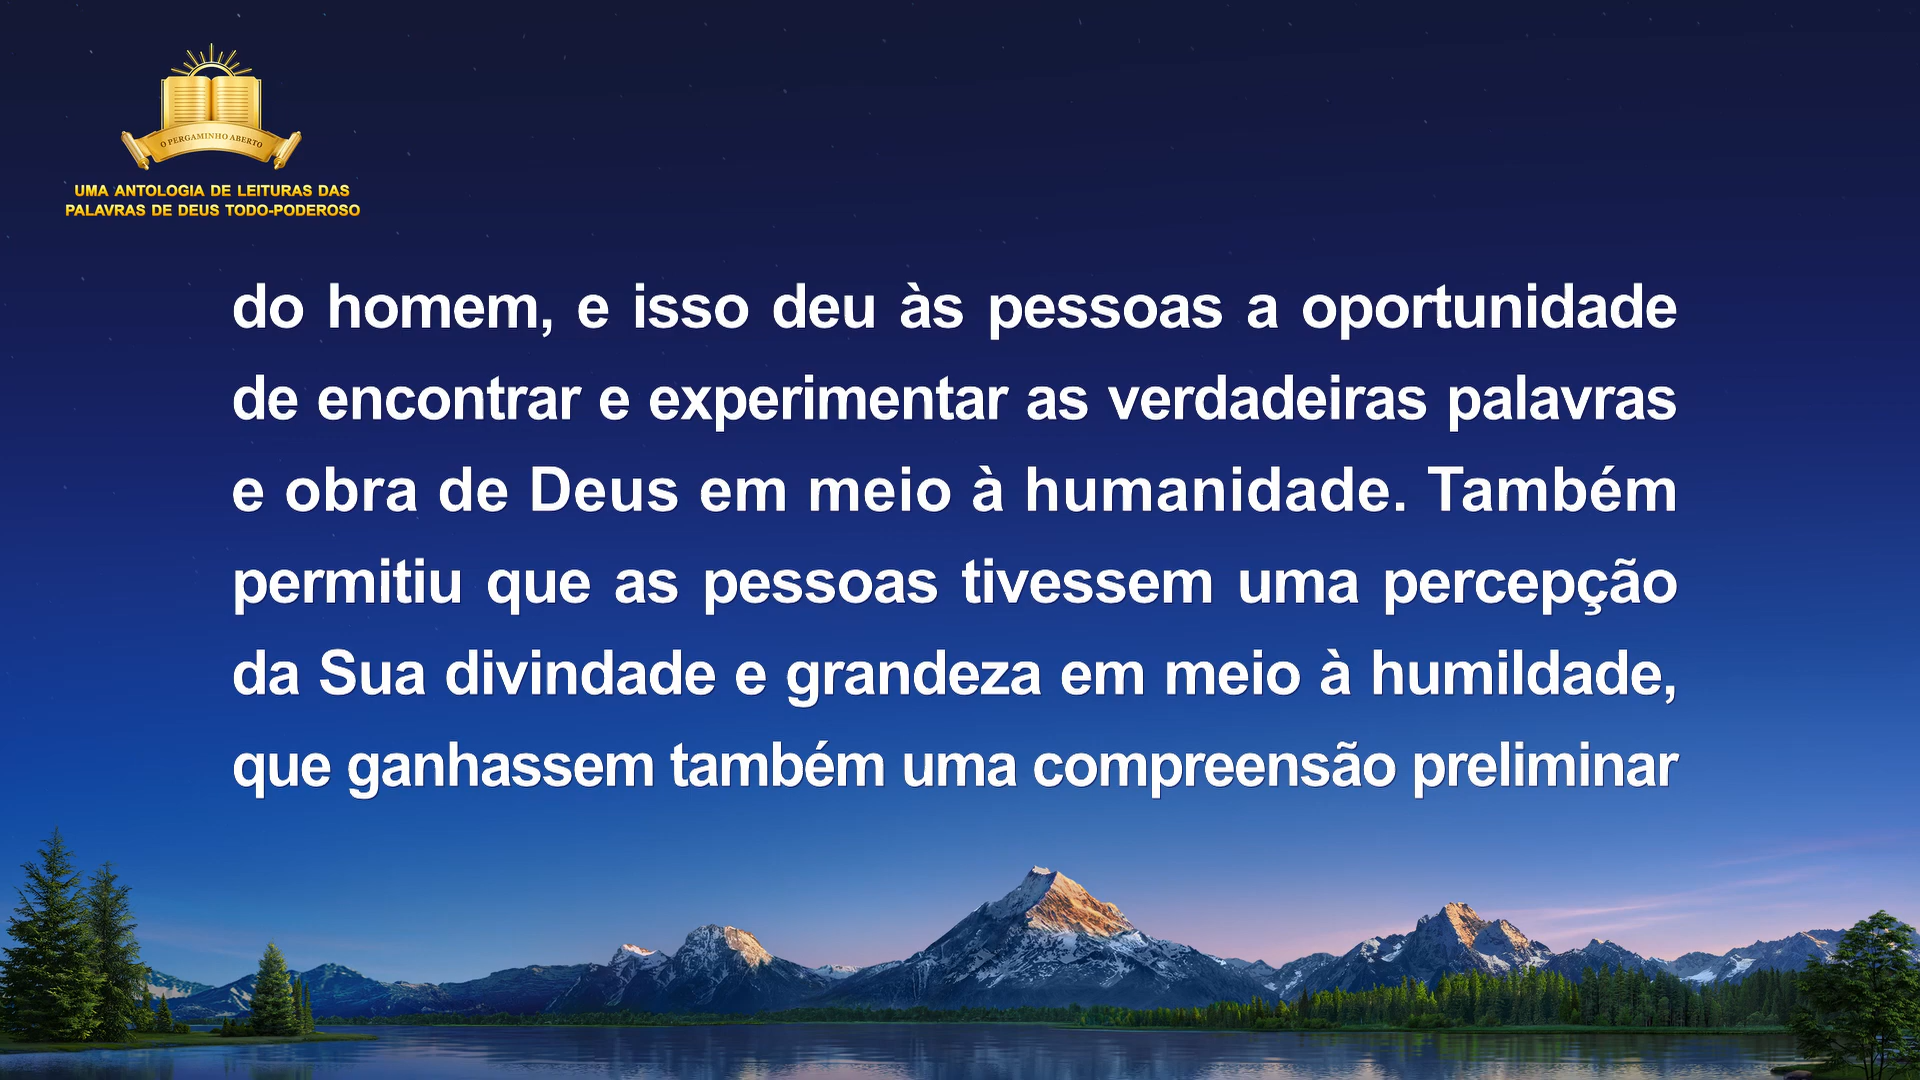 O PERGAMINHO ABERTO
UMA ANTOLOGIA DE LEITURAS DAS
PALAVRAS DE DEUS TODO-PODEROSO
do homem, e isso deu às pessoas a oportunidade
de encontrar e experimentar as verdadeiras palavras
e obra de Deus em meio à humanidade. Também
permitiu que as pessoas tivessem uma percepção
da Sua divindade e grandeza em meio à humildade,
que ganhassem também uma compreensão preliminar